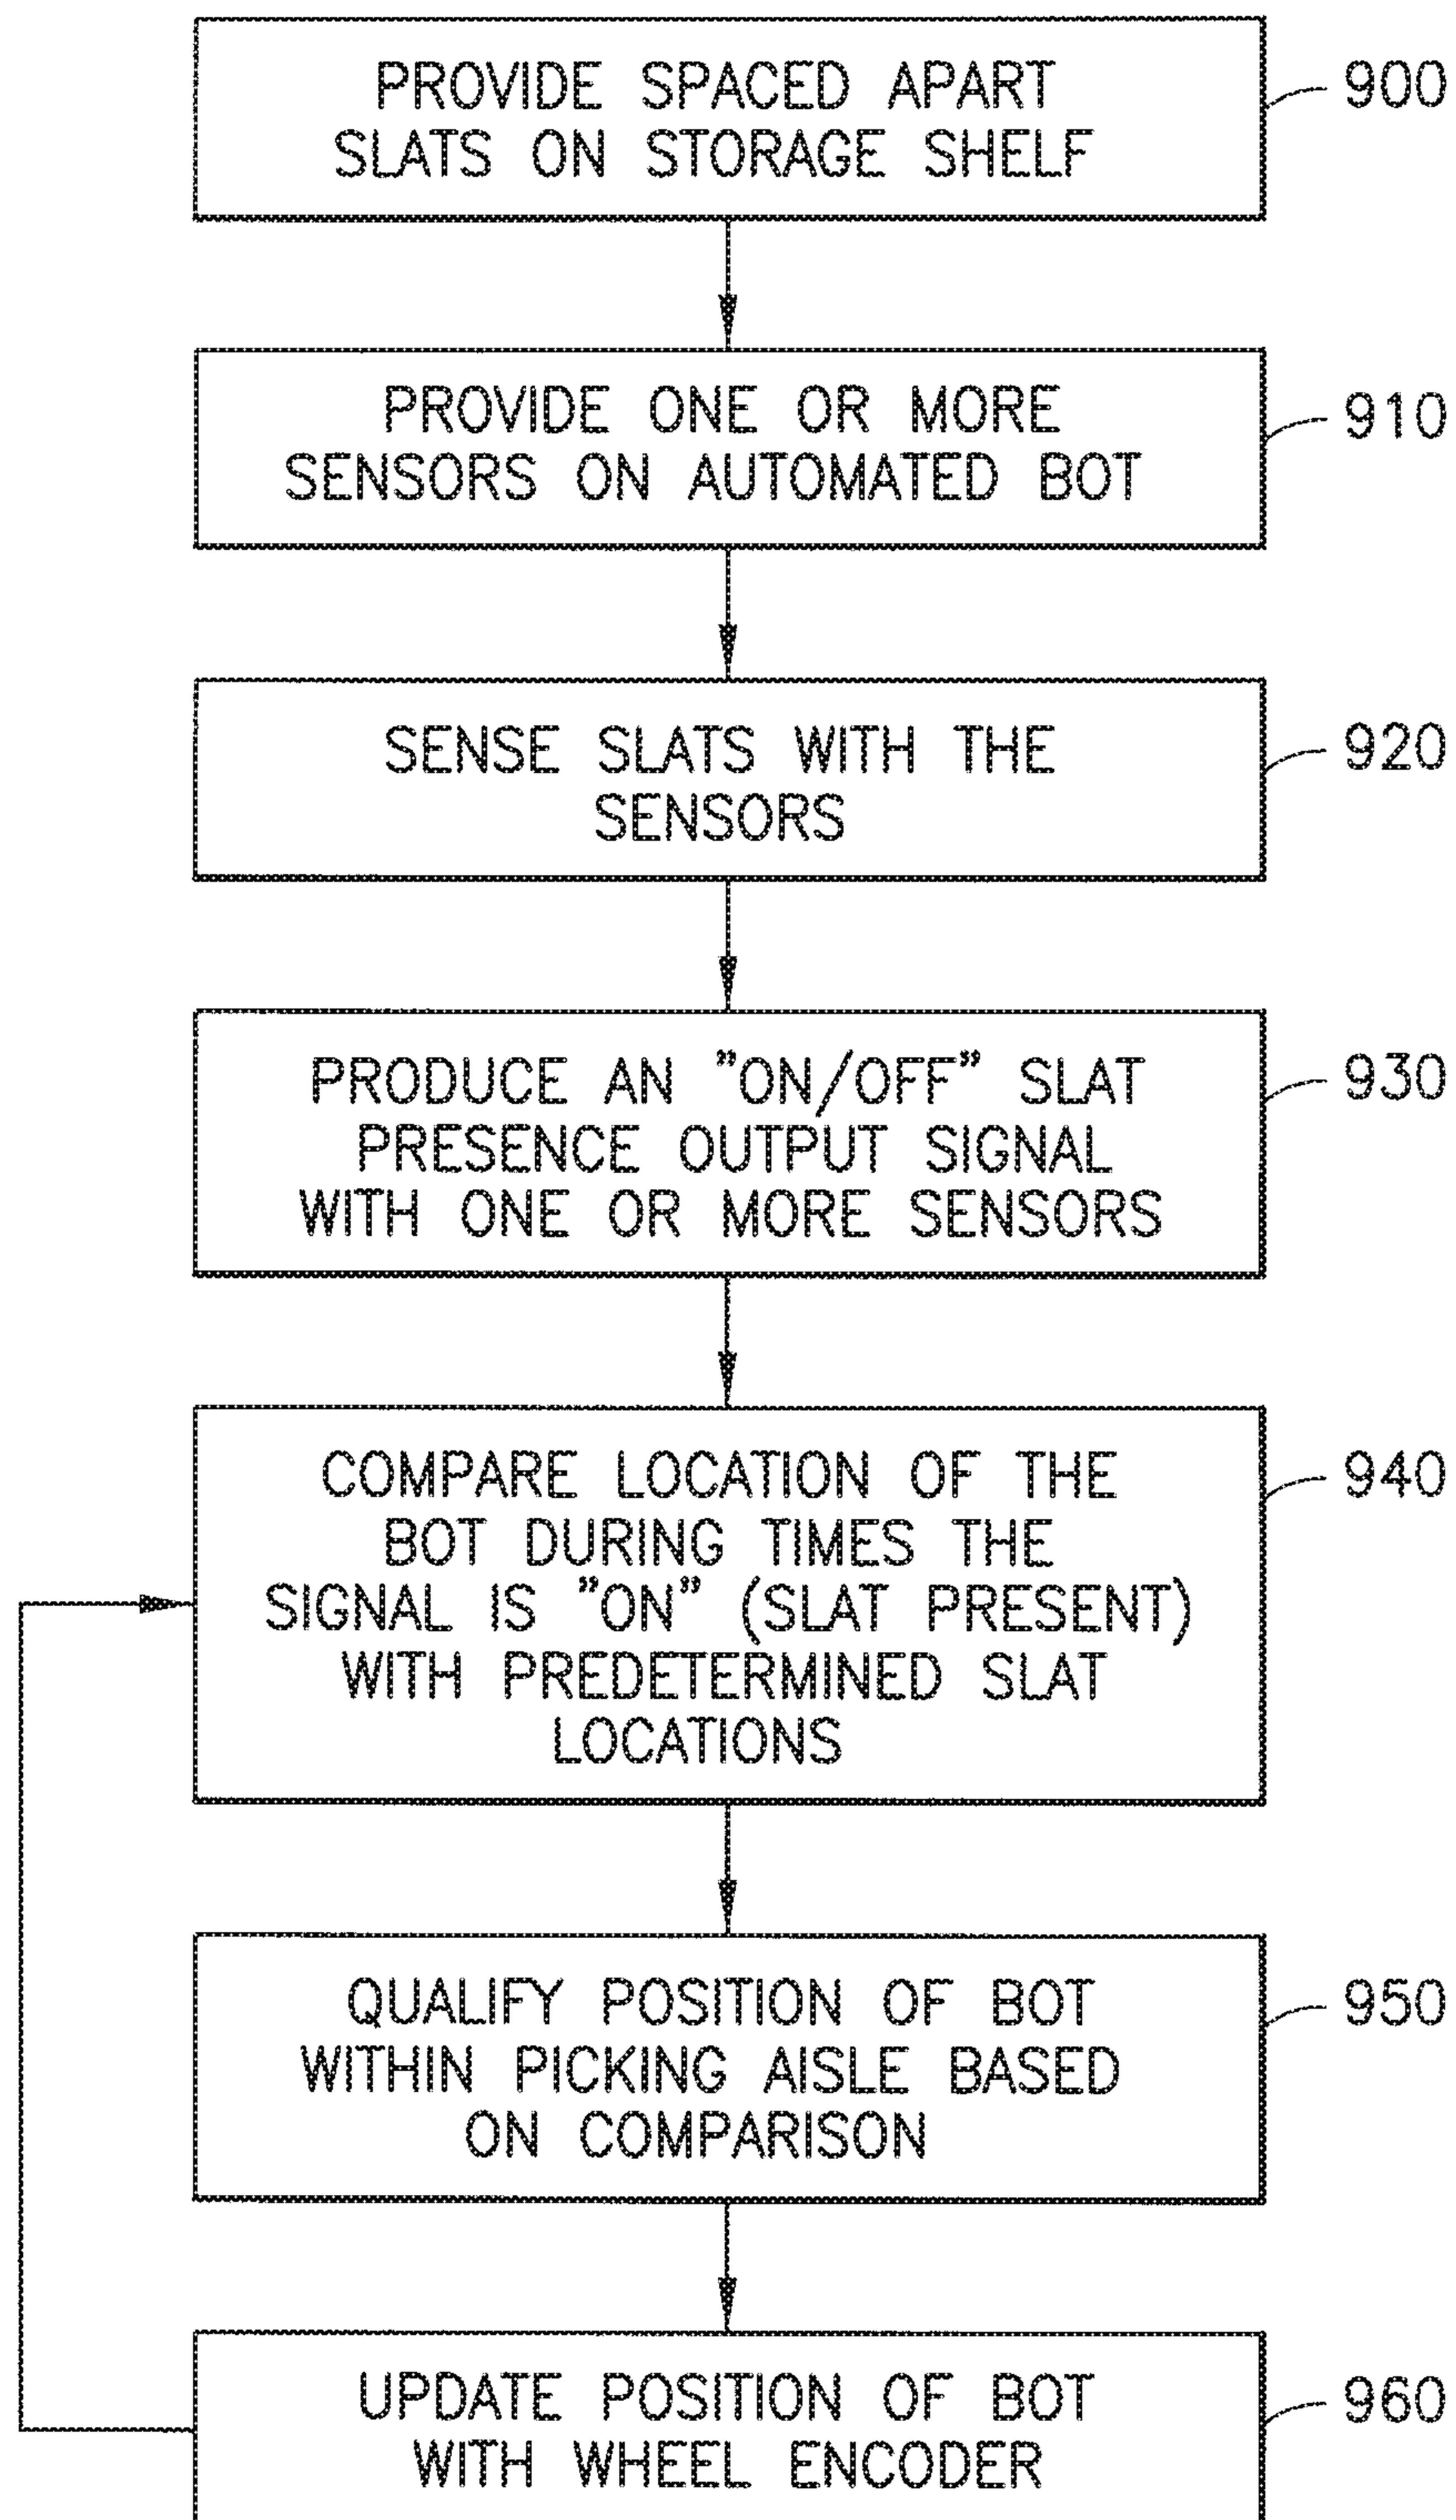 PROVIDE SPACED APART
SLATS ON STORAGE SHELF
900
PROVIDE ONE OR MORE
SENSORS ON AUTOMATED BOT
910
SENSE SLATS WITH THE
SENSORS
920
PRODUCE AN "ON/OFF" SLAT
PRESENCE OUTPUT SIGNAL
WITH ONE OR MORE SENSORS
930
COMPARE LOCATION OF THE
BOT DURING TIMES THE
SIGNAL IS "ON" (SLAT PRESENT)
WITH PREDETERMINED SLAT
LOCATIONS
940
QUALIFY POSITION OF BOT
WITHIN PICKING AISLE BASED
ON COMPARISON
950
UPDATE POSITION OF BOT
WITH WHEEL ENCODER
960